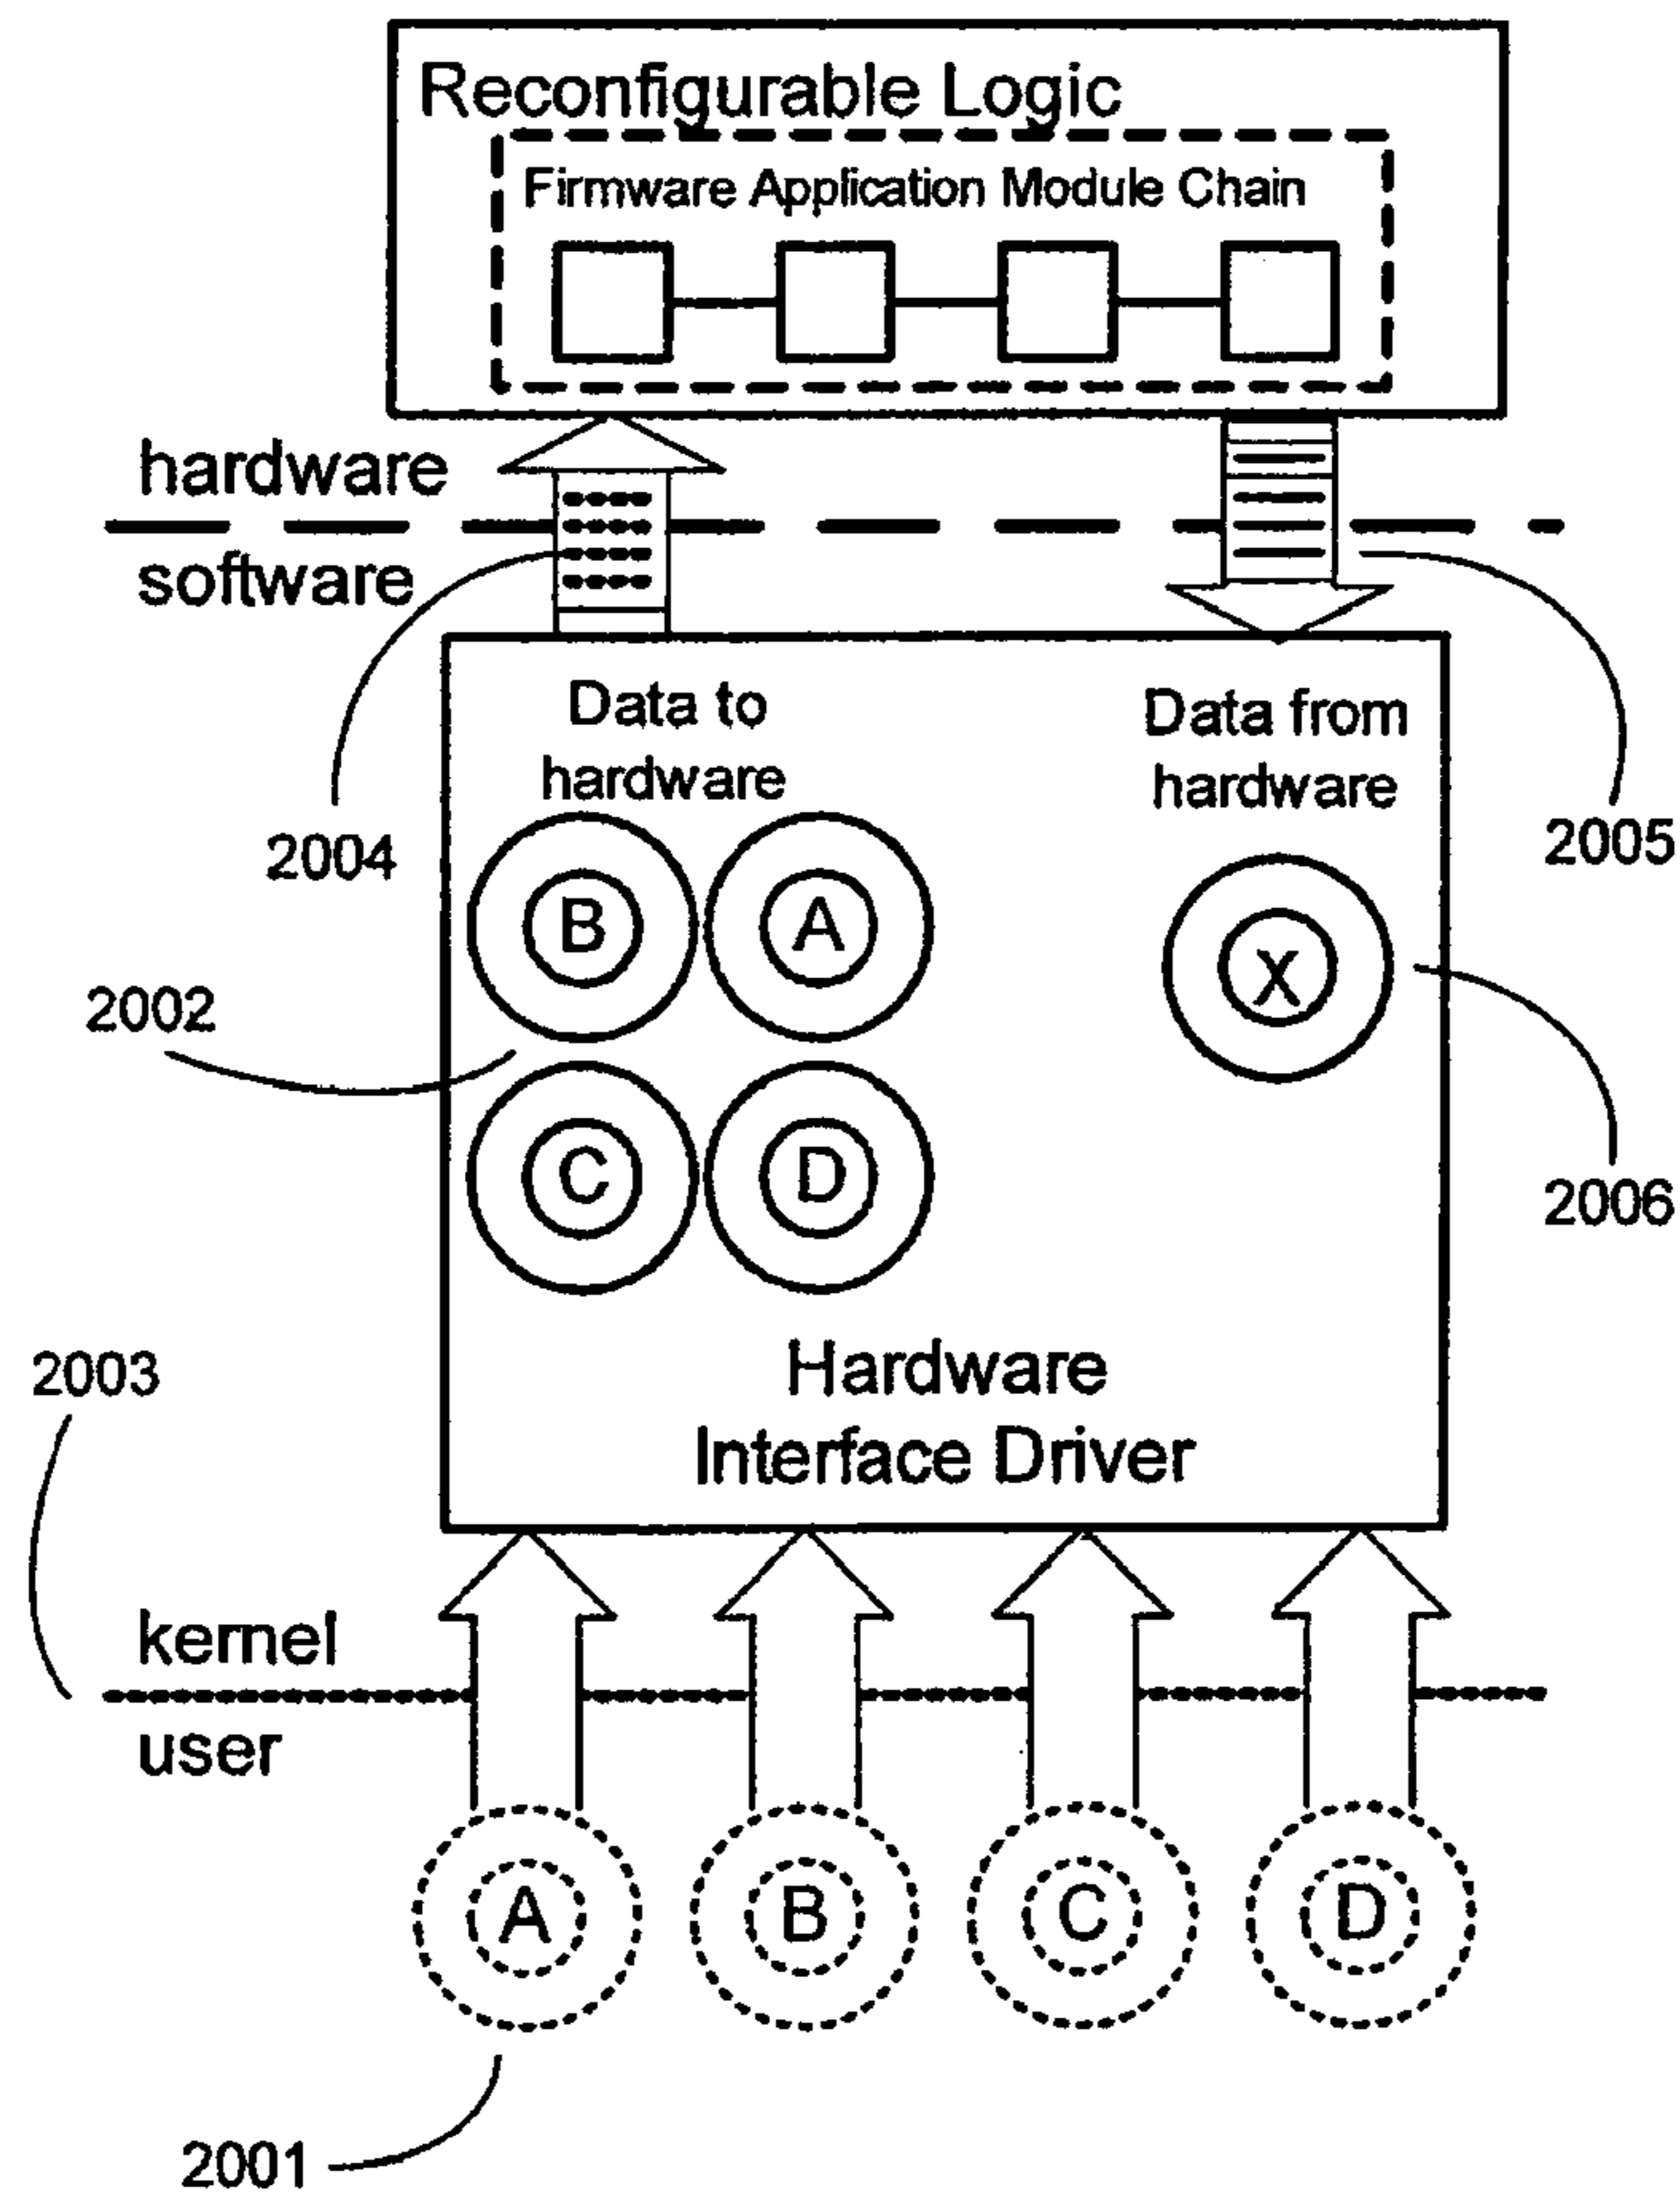 Reconfigurable Logic
Firmware Application Module Chain
hardware
software
Data to
hardware
Data from
hardware
2004
2005
B
A
X
2002
C
D
2006
Hardware
Interface Driver
2003
kernel
user
A
B
C
D
2001